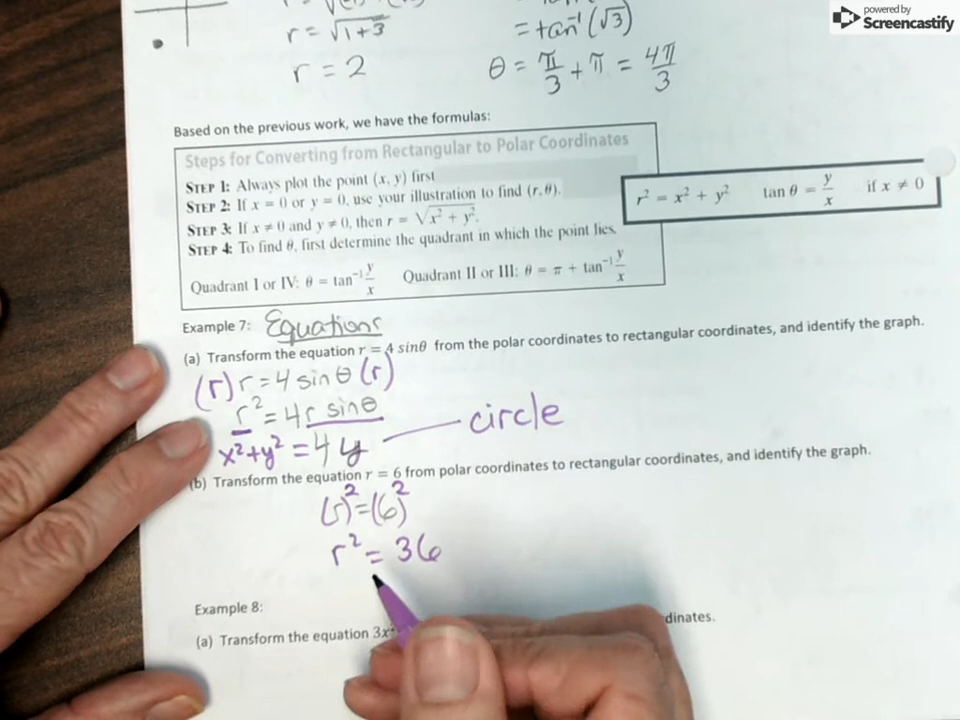 powered by
Screencastify
r = √1+3
= tan⁻¹(√3)
r = 2
θ = π/3 + π = 4π/3
Based on the previous work, we have the formulas:
Steps for Converting from Rectangular to Polar Coordinates
STEP 1: Always plot the point (x, y) first
STEP 2: If x = 0 or y = 0, use your illustration to find (r, θ).
STEP 3: If x ≠ 0 and y ≠ 0, then r = √x² + y².
STEP 4: To find θ, first determine the quadrant in which the point lies.
Quadrant I or IV: θ = tan⁻¹ y/x Quadrant II or III: θ = π + tan⁻¹ y/x
r² = x² + y² tan θ = y/x if x ≠ 0
Example 7: Equations
(a) Transform the equation r = 4 sinθ from the polar coordinates to rectangular coordinates, and identify the graph.
(r) r = 4 sin θ (r)
r² = 4r sinθ
x² + y² = 4y circle
(b) Transform the equation r = 6 from polar coordinates to rectangular coordinates, and identify the graph.
(r)² = (6)²
r² = 36
Example 8:
(a) Transform the equation 3x dinates.